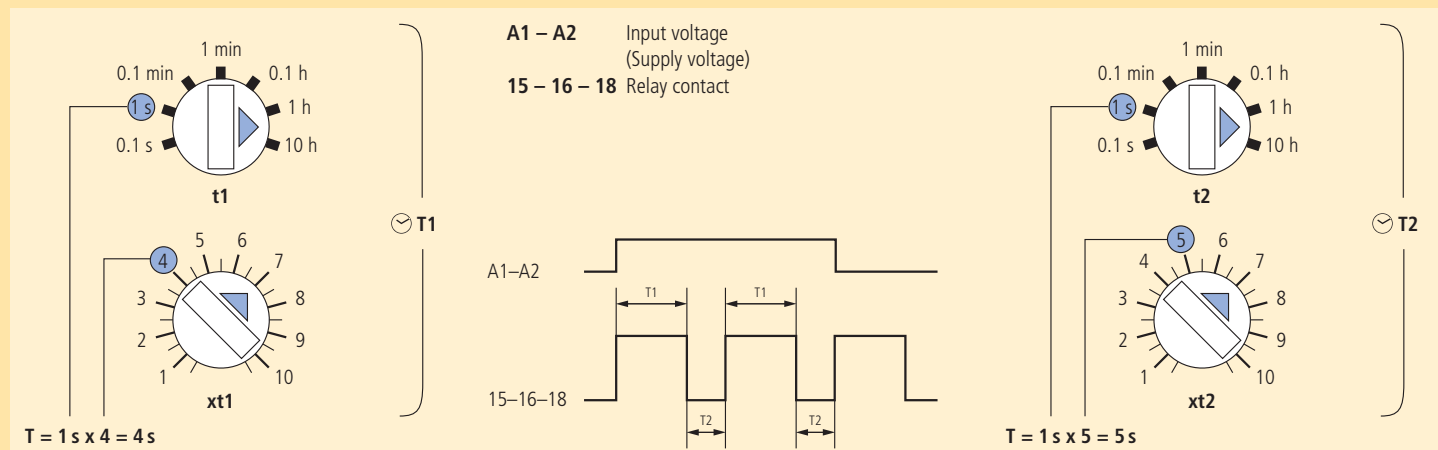 1 min
0.1 min
0.1 h
1 s
1 h
0.1 s
10 h
t1
T1
5
6
4
7
3
8
2
9
1
10
xt1
T = 1 s x 4 = 4 s
A1 – A2 Input voltage
(Supply voltage)
15 – 16 – 18 Relay contact
A1–A2
T1 T1
15–16–18
T2 T2
1 min
0.1 min
0.1 h
1 s
1 h
0.1 s
10 h
t2
T2
5
6
4
7
3
8
2
9
1
10
xt2
T = 1 s x 5 = 5 s